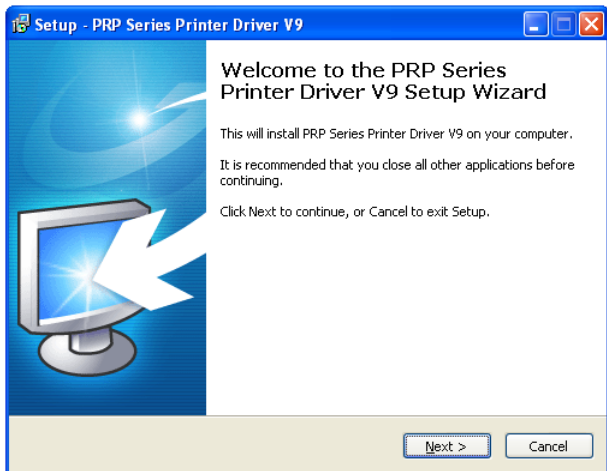 Setup - PRP Series Printer Driver V9
Welcome to the PRP Series
Printer Driver V9 Setup Wizard
This will install PRP Series Printer Driver V9 on your computer.
It is recommended that you close all other applications before
continuing.
Click Next to continue, or Cancel to exit Setup.
Next >
Cancel